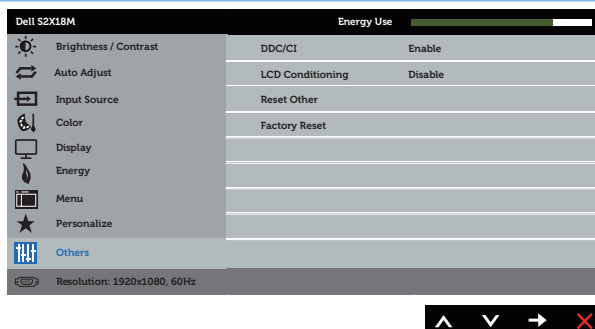 Dell S2X18M Energy Use
Brightness / Contrast
Auto Adjust
Input Source
Color
Display
Energy
Menu
Personalize
Others
DDC/CI Enable
LCD Conditioning Disable
Reset Other
Factory Reset
Resolution: 1920x1080, 60Hz